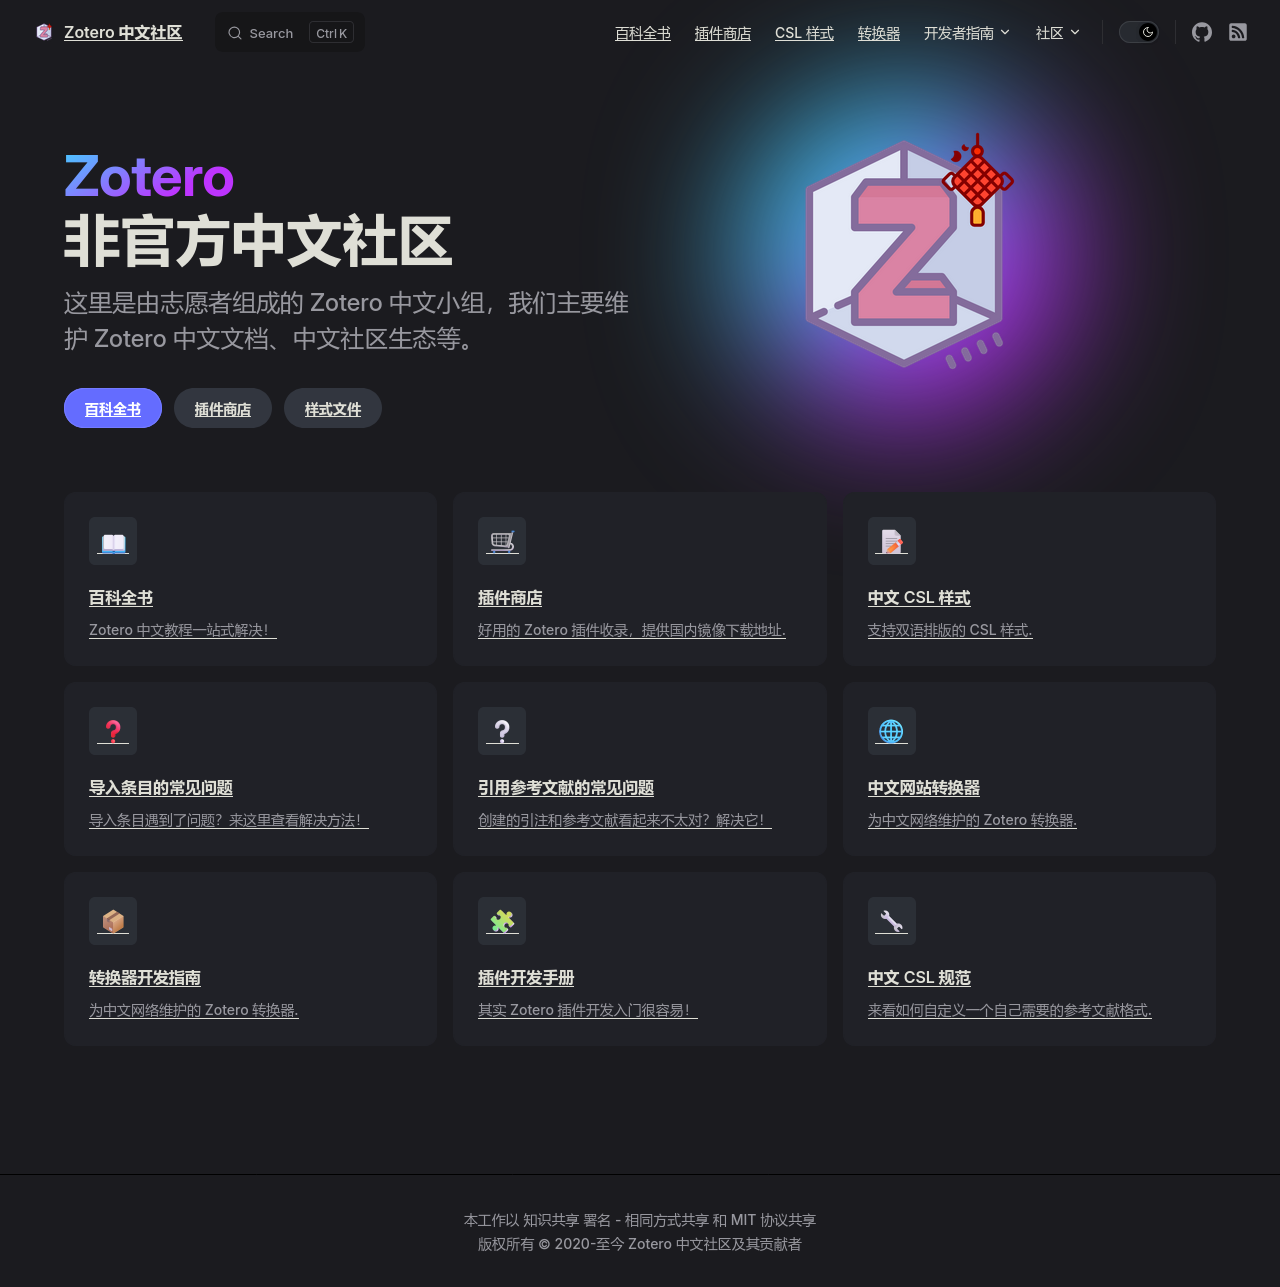 Zotero 中文社区
Search
Ctrl K
百科全书
插件商店
CSL 样式
转换器
开发者指南
社区
Zotero
非官方中文社区
这里是由志愿者组成的 Zotero 中文小组，我们主要维
护 Zotero 中文文档、中文社区生态等。
百科全书
插件商店
样式文件
百科全书
Zotero 中文教程一站式解决！
插件商店
好用的 Zotero 插件收录，提供国内镜像下载地址.
中文 CSL 样式
支持双语排版的 CSL 样式.
导入条目的常见问题
导入条目遇到了问题？来这里查看解决方法！
引用参考文献的常见问题
创建的引注和参考文献看起来不太对？解决它！
中文网站转换器
为中文网络维护的 Zotero 转换器.
转换器开发指南
为中文网络维护的 Zotero 转换器.
插件开发手册
其实 Zotero 插件开发入门很容易！
中文 CSL 规范
来看如何自定义一个自己需要的参考文献格式.
本工作以 知识共享 署名 - 相同方式共享 和 MIT 协议共享
版权所有 © 2020-至今 Zotero 中文社区及其贡献者